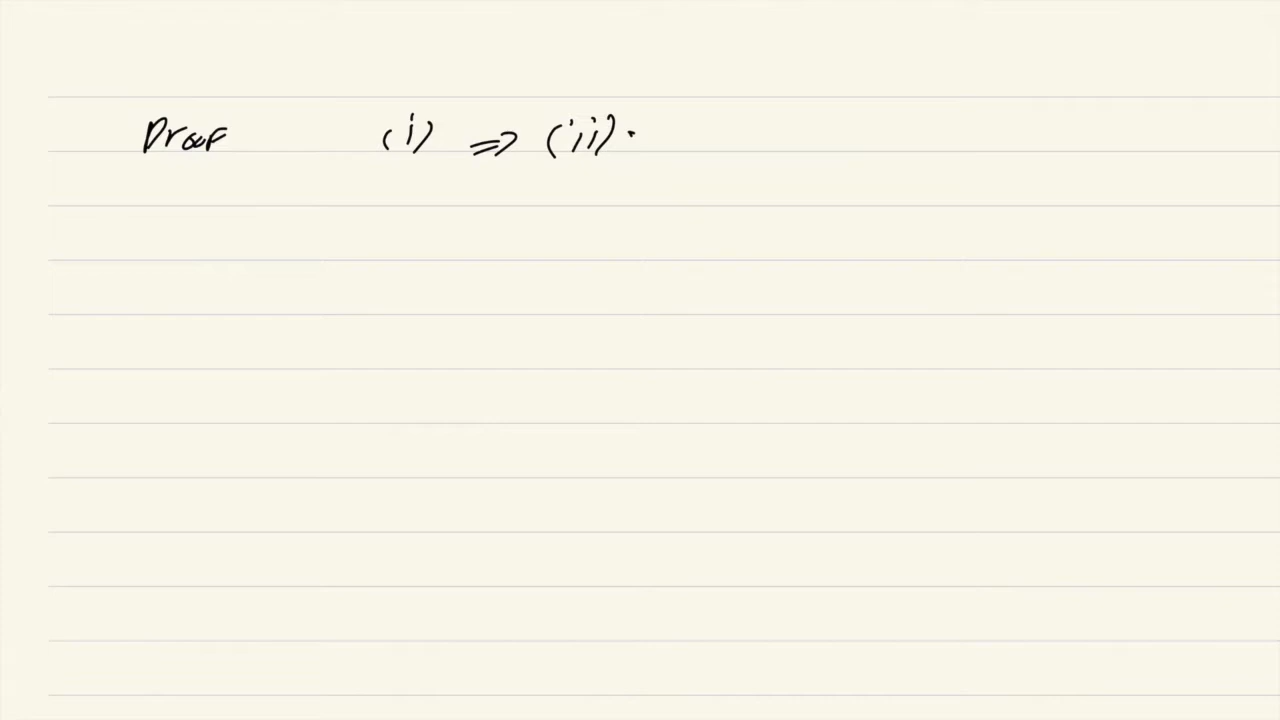 Proof (i) ⇒ (ii).